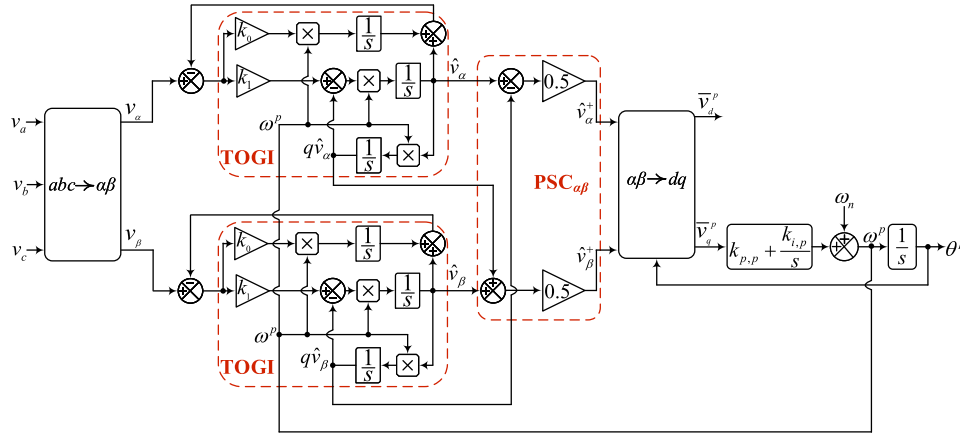 v_a
v_b
v_c
abc→αβ
v_α
v_β
k_0
×
1/s
k_1
×
1/s
v̂_α
ω^p
qv̂_α
1/s
×
TOGI
k_0
×
1/s
k_1
×
1/s
v̂_β
ω^p
qv̂_β
1/s
×
TOGI
0.5
v̂_α^+
PSC_αβ
v̂_β^+
0.5
αβ→dq
v̅_d^p
v̅_q^p
k_{p,p} + k_{i,p}/s
ω_n
ω^p
1/s